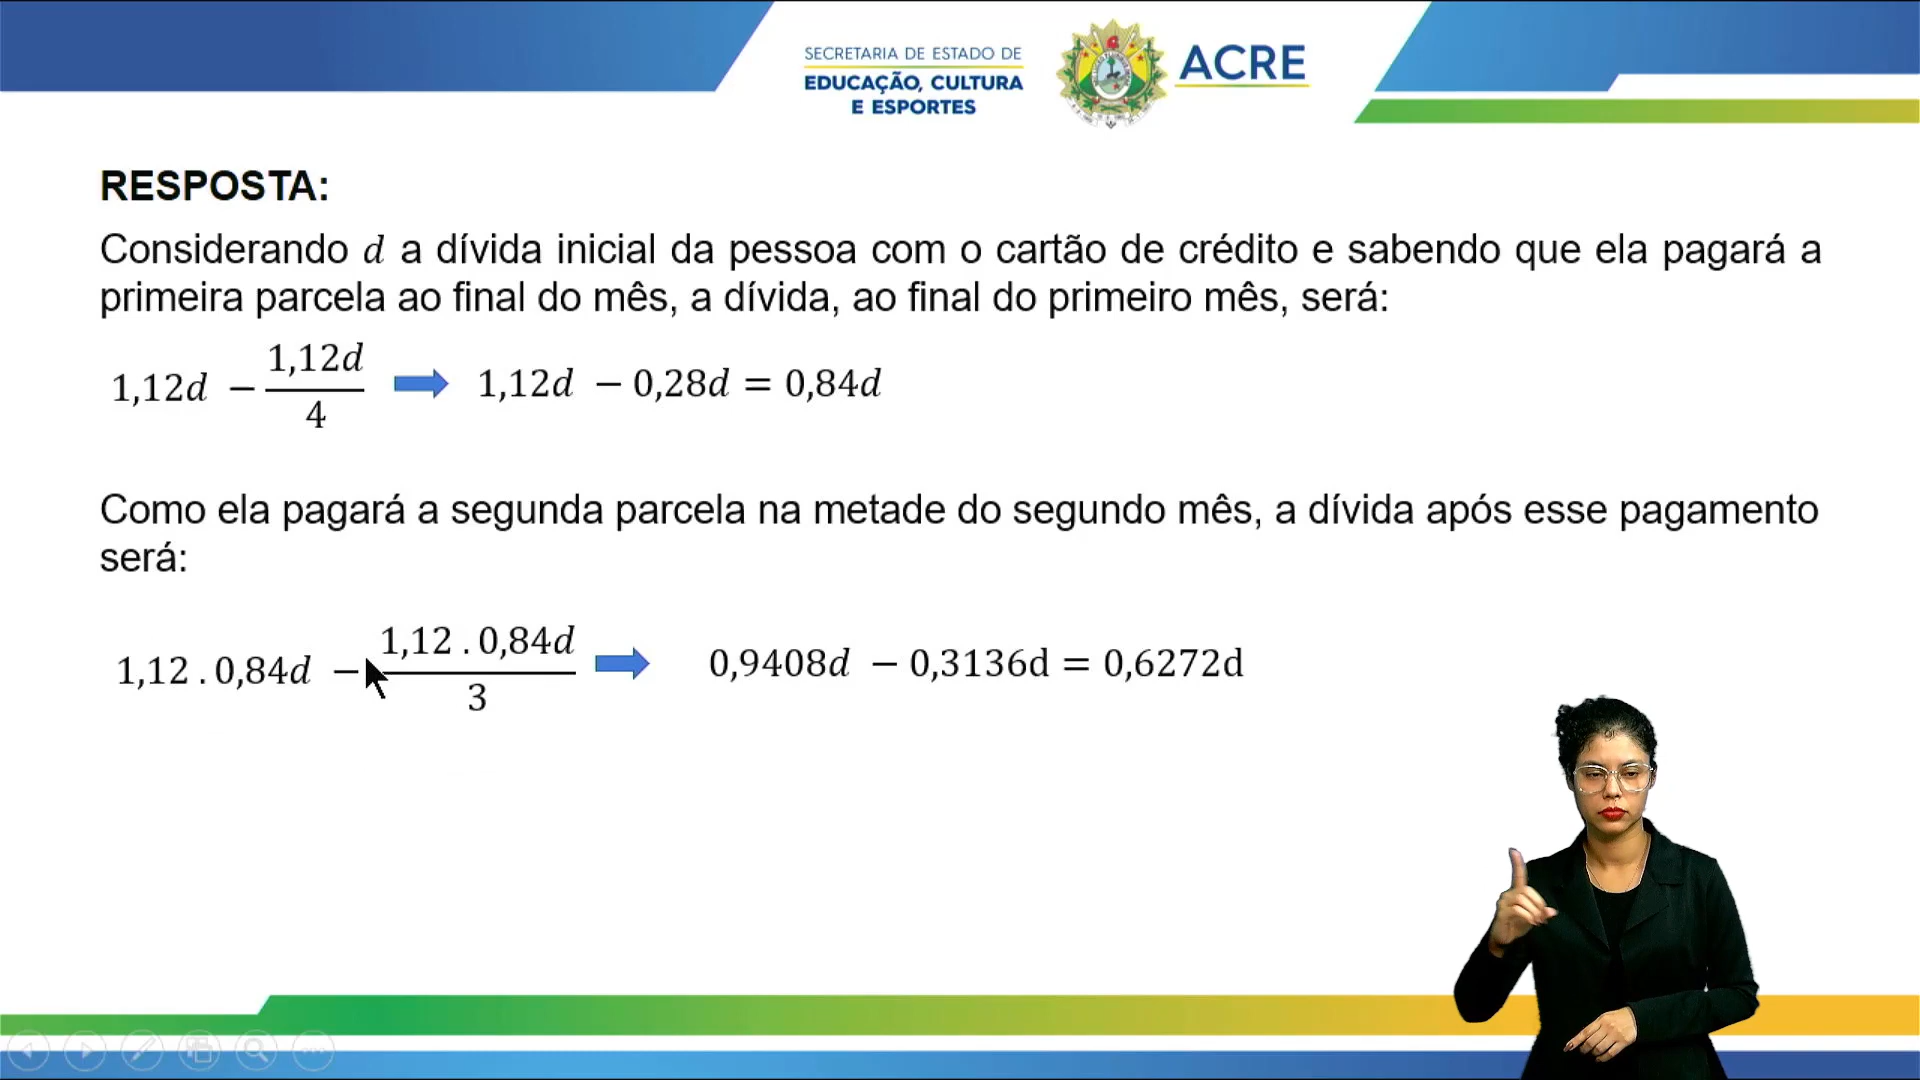 SECRETARIA DE ESTADO DE
EDUCAÇÃO, CULTURA
E ESPORTES
ACRE
RESPOSTA:
Considerando d a dívida inicial da pessoa com o cartão de crédito e sabendo que ela pagará a
primeira parcela ao final do mês, a dívida, ao final do primeiro mês, será:
1,12d − 1,12d/4 ➡ 1,12d − 0,28d = 0,84d
Como ela pagará a segunda parcela na metade do segundo mês, a dívida após esse pagamento
será:
1,12 . 0,84d − 1,12 . 0,84d/3 ➡ 0,9408d − 0,3136d = 0,6272d